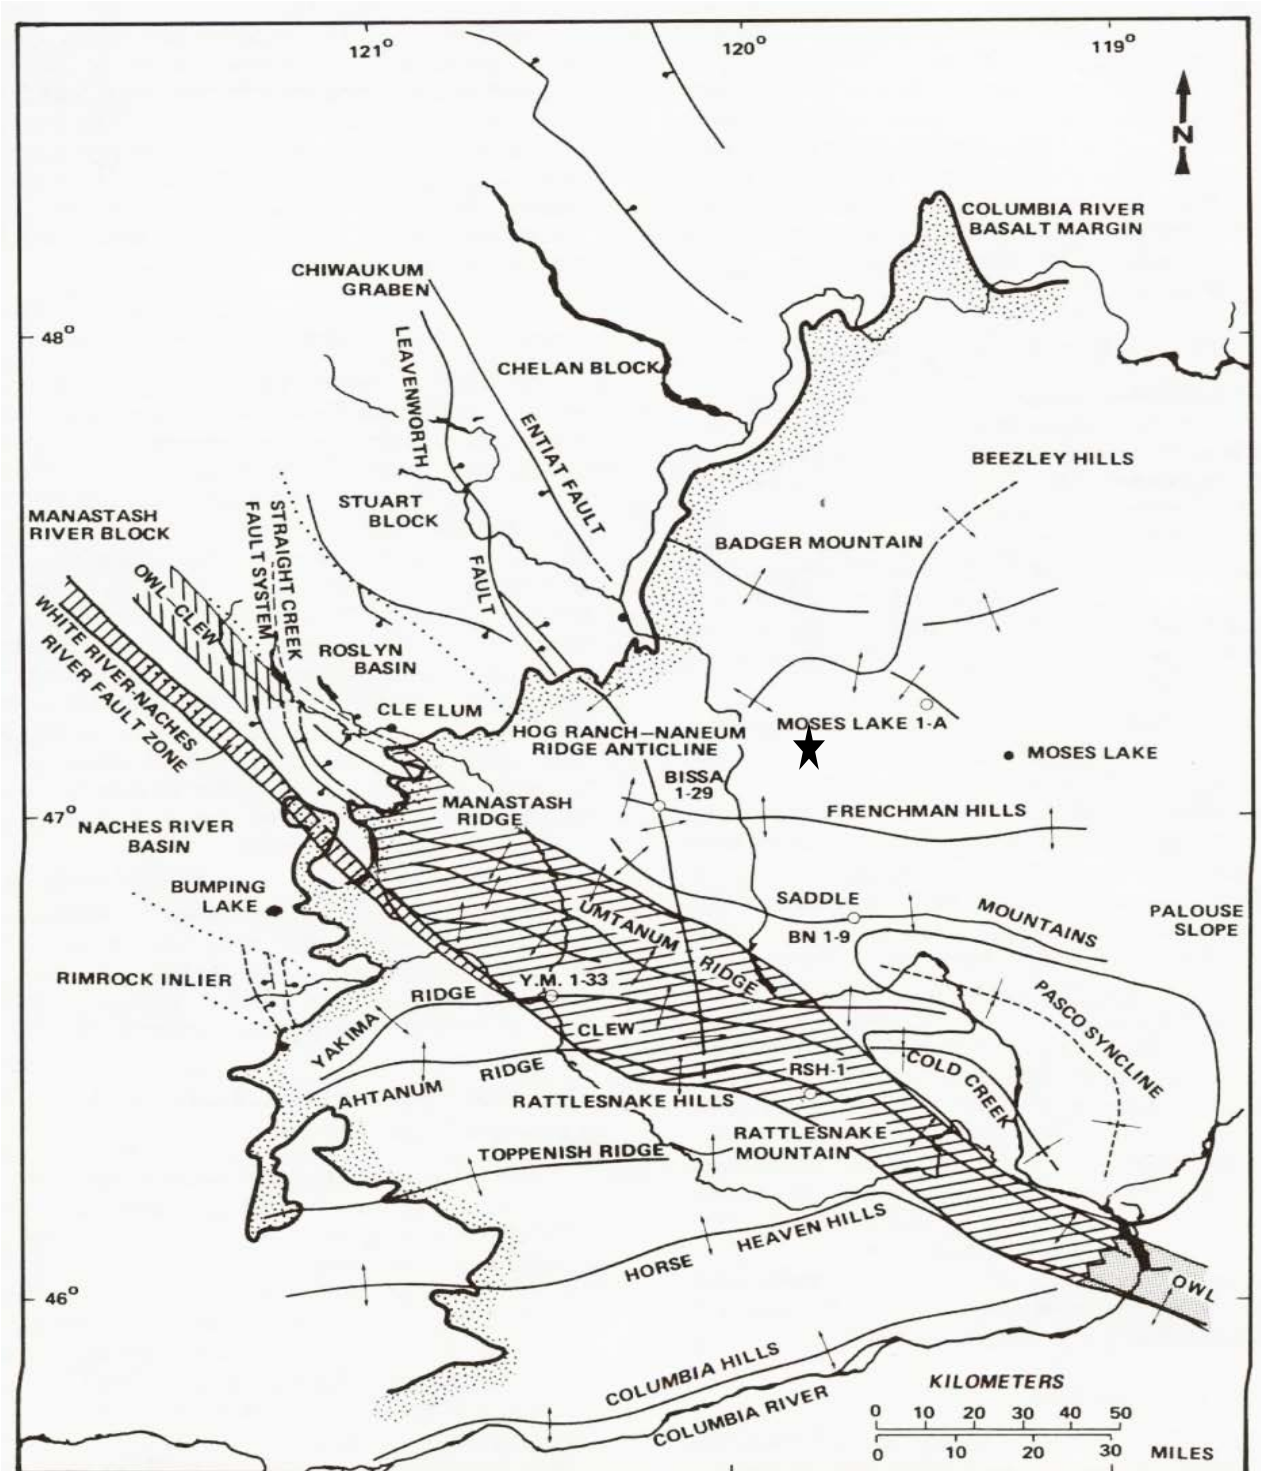 121°
120°
119°
N
COLUMBIA RIVER
BASALT MARGIN
CHIWAUKUM
GRABEN
48°
LEAVENWORTH
FAULT
CHELAN BLOCK
ENTIAT FAULT
BEEZLEY HILLS
STUART
BLOCK
MANASTASH
RIVER BLOCK
STRAIGHT CREEK
FAULT SYSTEM
BADGER MOUNTAIN
OWL-CLEW
WHITE RIVER-NACHES
RIVER FAULT ZONE
ROSLYN
BASIN
CLE ELUM
HOG RANCH-NANEUM
RIDGE ANTICLINE
MOSES LAKE 1-A
MOSES LAKE
BISSA
1-29
MANASTASH
RIDGE
FRENCHMAN HILLS
47°
NACHES RIVER
BASIN
BUMPING
LAKE
UMTANUM
RIDGE
SADDLE
MOUNTAINS
BN 1-9
PALOUSE
SLOPE
RIMROCK INLIER
Y.M. 1-33
YAKIMA
RIDGE
CLEW
PASCO SYNCLINE
COLD CREEK
RSH-1
AHTANUM
RIDGE
RATTLESNAKE HILLS
RATTLESNAKE
MOUNTAIN
TOPPENISH RIDGE
HORSE
HEAVEN HILLS
46°
OWL
COLUMBIA HILLS
COLUMBIA RIVER
KILOMETERS
0 10 20 30 40 50
0 10 20 30 MILES